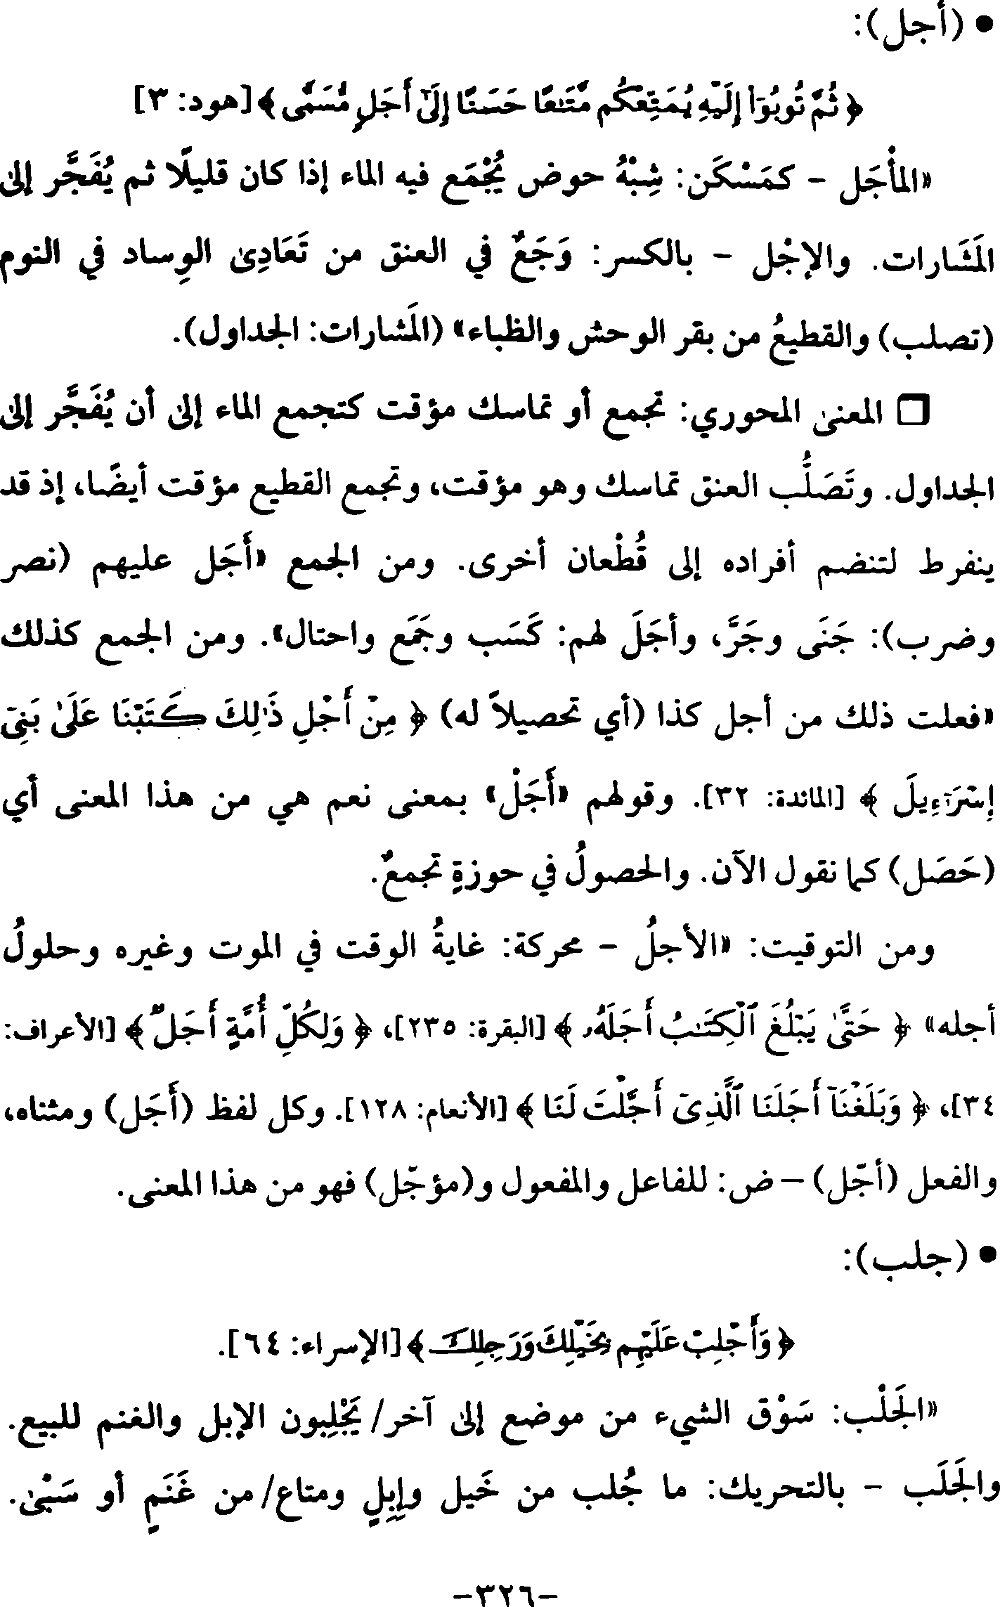 • (أجل):
﴿ ثُمَّ تُوبُوٓا۟ إِلَيْهِ يُمَتِّعْكُم مَّتَـٰعًا حَسَنًا إِلَىٰٓ أَجَلٍ مُّسَمًّى ﴾ [هود: ٣]
«المأْجَل – كمَسْكَن: شِبْهُ حوض يُجْمَع فيه الماء إذا كان قليلًا ثم يُفَجَّر إلى
المَشَارات. والإجْل – بالكسر: وَجَعٌ في العنق من تَعَادِى الوِساد في النوم
(تصلب) والقطيعُ من بقر الوحش والظباء» (المَشارات: الجداول).
□ المعنى المحوري: تجمع أو تماسك مؤقت كتجمع الماء إلى أن يُفَجَّر إلى
الجداول. وتَصَلُّب العنق تماسك وهو مؤقت، وتجمع القطيع مؤقت أيضًا، إذ قد
ينفرط لتنضم أفراده إلى قُطْعان أخرى. ومن الجمع «أَجَل عليهم (نصر
وضرب): جَنَى وجَرَّ، وأجَلَ لهم: كَسَب وجَمَع واحتال». ومن الجمع كذلك
«فعلت ذلك من أجل كذا (أي تحصيلاً له) ﴿ مِنْ أَجْلِ ذَٰلِكَ كَتَبْنَا عَلَىٰ بَنِىٓ
إِسْرَٰٓءِيلَ ﴾ [المائدة: ٣٢]. وقولهم «أَجَلْ» بمعنى نعم هي من هذا المعنى أي
(حَصَل) كما نقول الآن. والحصولُ في حوزةٍ تجمعٌ.
ومن التوقيت: «الأجلُ – محركة: غايةُ الوقت في الموت وغيره وحلولُ
أجله» ﴿ حَتَّىٰ يَبْلُغَ ٱلْكِتَـٰبُ أَجَلَهُۥ ﴾ [البقرة: ٢٣٥]، ﴿ وَلِكُلِّ أُمَّةٍ أَجَلٌ ﴾ [الأعراف:
٣٤]، ﴿ وَبَلَغْنَآ أَجَلَنَا ٱلَّذِىٓ أَجَّلْتَ لَنَا ﴾ [الأنعام: ١٢٨]. وكل لفظ (أَجَل) ومثناه،
والفعل (أجّل) – ض: للفاعل والمفعول و(مؤجّل) فهو من هذا المعنى.
• (جلب):
﴿ وَأَجْلِبْ عَلَيْهِم بِخَيْلِكَ وَرَجِلِكَ ﴾ [الإسراء: ٦٤].
«الجَلْب: سَوْق الشيء من موضع إلى آخر/ يَجْلِبون الإبل والغنم للبيع.
والجَلَب – بالتحريك: ما جُلب من خَيل وإِبِلٍ ومتاع/ من غَنَمٍ أو سَبْىٰ.
–٣٢٦–